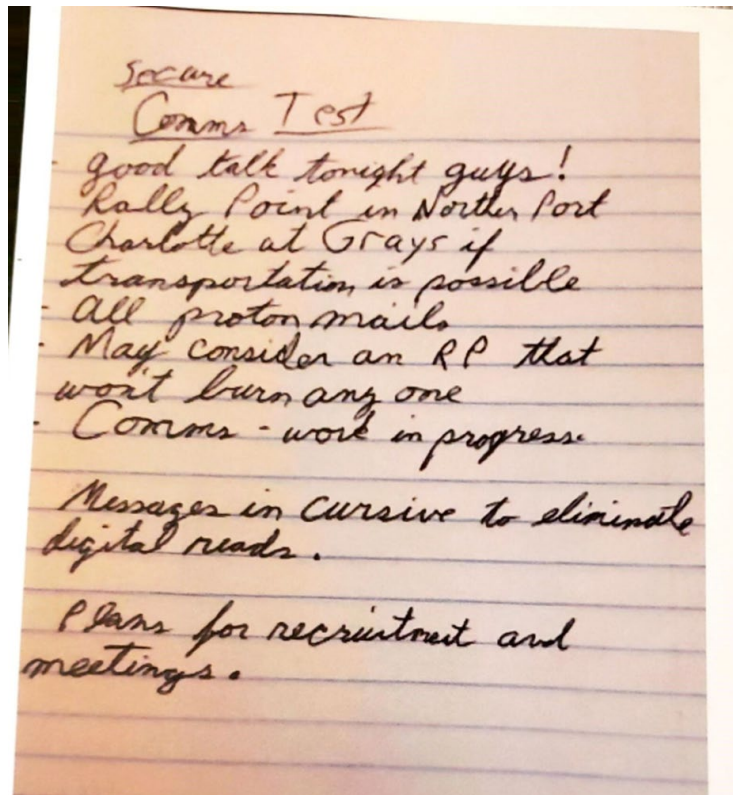 Secure
Comms Test
- good talk tonight guys!
Rally Point in Norther Port
Charlotte at Grays if
transportation is possible
- All proton mails
- May consider an RP that
won't burn any one
- Comms - work in progress.
Messages in cursive to eliminate
digital reads.
Plans for recruitment and
meetings.